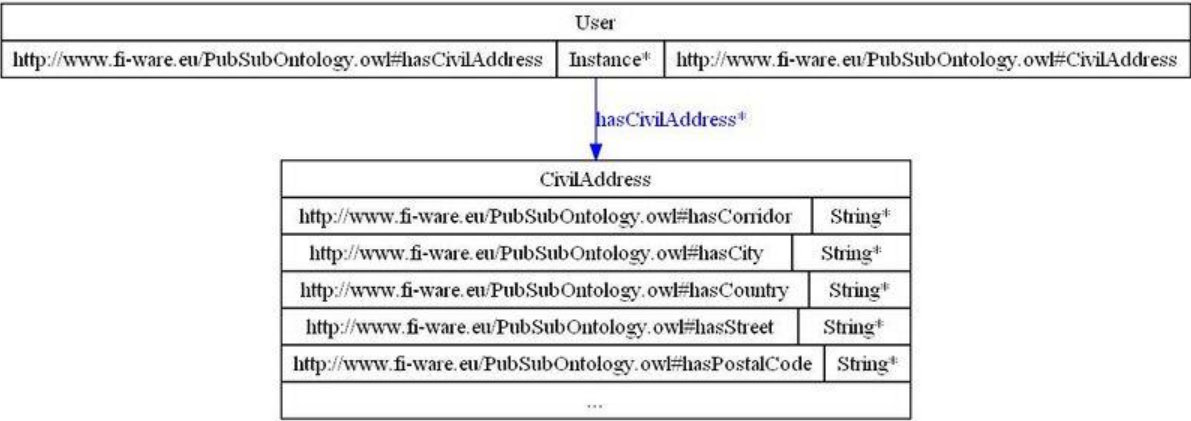 User
http://www.fi-ware.eu/PubSubOntology.owl#hasCivilAddress Instance* http://www.fi-ware.eu/PubSubOntology.owl#CivilAddress
hasCivilAddress*
CivilAddress
http://www.fi-ware.eu/PubSubOntology.owl#hasCorridor String*
http://www.fi-ware.eu/PubSubOntology.owl#hasCity String*
http://www.fi-ware.eu/PubSubOntology.owl#hasCountry String*
http://www.fi-ware.eu/PubSubOntology.owl#hasStreet String*
http://www.fi-ware.eu/PubSubOntology.owl#hasPostalCode String*
...